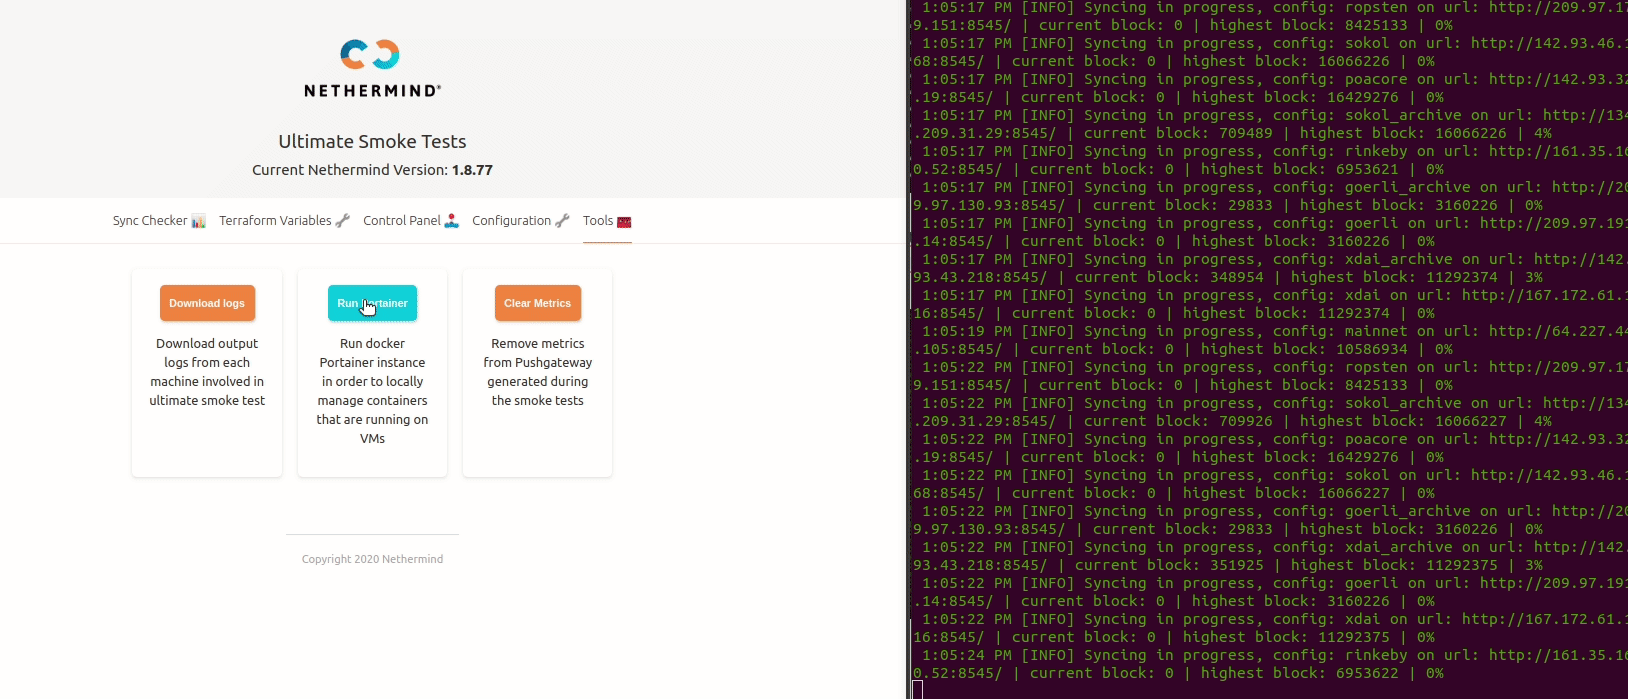 NETHERMIND®
Ultimate Smoke Tests
Current Nethermind Version: 1.8.77
Sync Checker Terraform Variables Control Panel Configuration Tools
Download logs
Download output
logs from each
machine involved in
ultimate smoke test
Run Portainer
Run docker
Portainer instance
in order to locally
manage containers
that are running on
VMs
Clear Metrics
Remove metrics
from Pushgateway
generated during
the smoke tests
Copyright 2020 Nethermind
1:05:17 PM [INFO] Syncing in progress, config: ropsten on url: http://209.97.17
9.151:8545/ | current block: 0 | highest block: 8425133 | 0%
1:05:17 PM [INFO] Syncing in progress, config: sokol on url: http://142.93.46.1
68:8545/ | current block: 0 | highest block: 16066226 | 0%
1:05:17 PM [INFO] Syncing in progress, config: poacore on url: http://142.93.32
.19:8545/ | current block: 0 | highest block: 16429276 | 0%
1:05:17 PM [INFO] Syncing in progress, config: sokol_archive on url: http://134
.209.31.29:8545/ | current block: 709489 | highest block: 16066226 | 4%
1:05:17 PM [INFO] Syncing in progress, config: rinkeby on url: http://161.35.16
0.52:8545/ | current block: 0 | highest block: 6953621 | 0%
1:05:17 PM [INFO] Syncing in progress, config: goerli_archive on url: http://20
9.97.130.93:8545/ | current block: 29833 | highest block: 3160226 | 0%
1:05:17 PM [INFO] Syncing in progress, config: goerli on url: http://209.97.191
.14:8545/ | current block: 0 | highest block: 3160226 | 0%
1:05:17 PM [INFO] Syncing in progress, config: xdai_archive on url: http://142.
93.43.218:8545/ | current block: 348954 | highest block: 11292374 | 3%
1:05:17 PM [INFO] Syncing in progress, config: xdai on url: http://167.172.61.1
16:8545/ | current block: 0 | highest block: 11292374 | 0%
1:05:19 PM [INFO] Syncing in progress, config: mainnet on url: http://64.227.44
.105:8545/ | current block: 0 | highest block: 10586934 | 0%
1:05:22 PM [INFO] Syncing in progress, config: ropsten on url: http://209.97.17
9.151:8545/ | current block: 0 | highest block: 8425133 | 0%
1:05:22 PM [INFO] Syncing in progress, config: sokol_archive on url: http://134
.209.31.29:8545/ | current block: 709926 | highest block: 16066227 | 4%
1:05:22 PM [INFO] Syncing in progress, config: poacore on url: http://142.93.32
.19:8545/ | current block: 0 | highest block: 16429276 | 0%
1:05:22 PM [INFO] Syncing in progress, config: sokol on url: http://142.93.46.1
68:8545/ | current block: 0 | highest block: 16066227 | 0%
1:05:22 PM [INFO] Syncing in progress, config: goerli_archive on url: http://20
9.97.130.93:8545/ | current block: 29833 | highest block: 3160226 | 0%
1:05:22 PM [INFO] Syncing in progress, config: xdai_archive on url: http://142.
93.43.218:8545/ | current block: 351925 | highest block: 11292375 | 3%
1:05:22 PM [INFO] Syncing in progress, config: goerli on url: http://209.97.191
.14:8545/ | current block: 0 | highest block: 3160226 | 0%
1:05:22 PM [INFO] Syncing in progress, config: xdai on url: http://167.172.61.1
16:8545/ | current block: 0 | highest block: 11292375 | 0%
1:05:24 PM [INFO] Syncing in progress, config: rinkeby on url: http://161.35.16
0.52:8545/ | current block: 0 | highest block: 6953622 | 0%